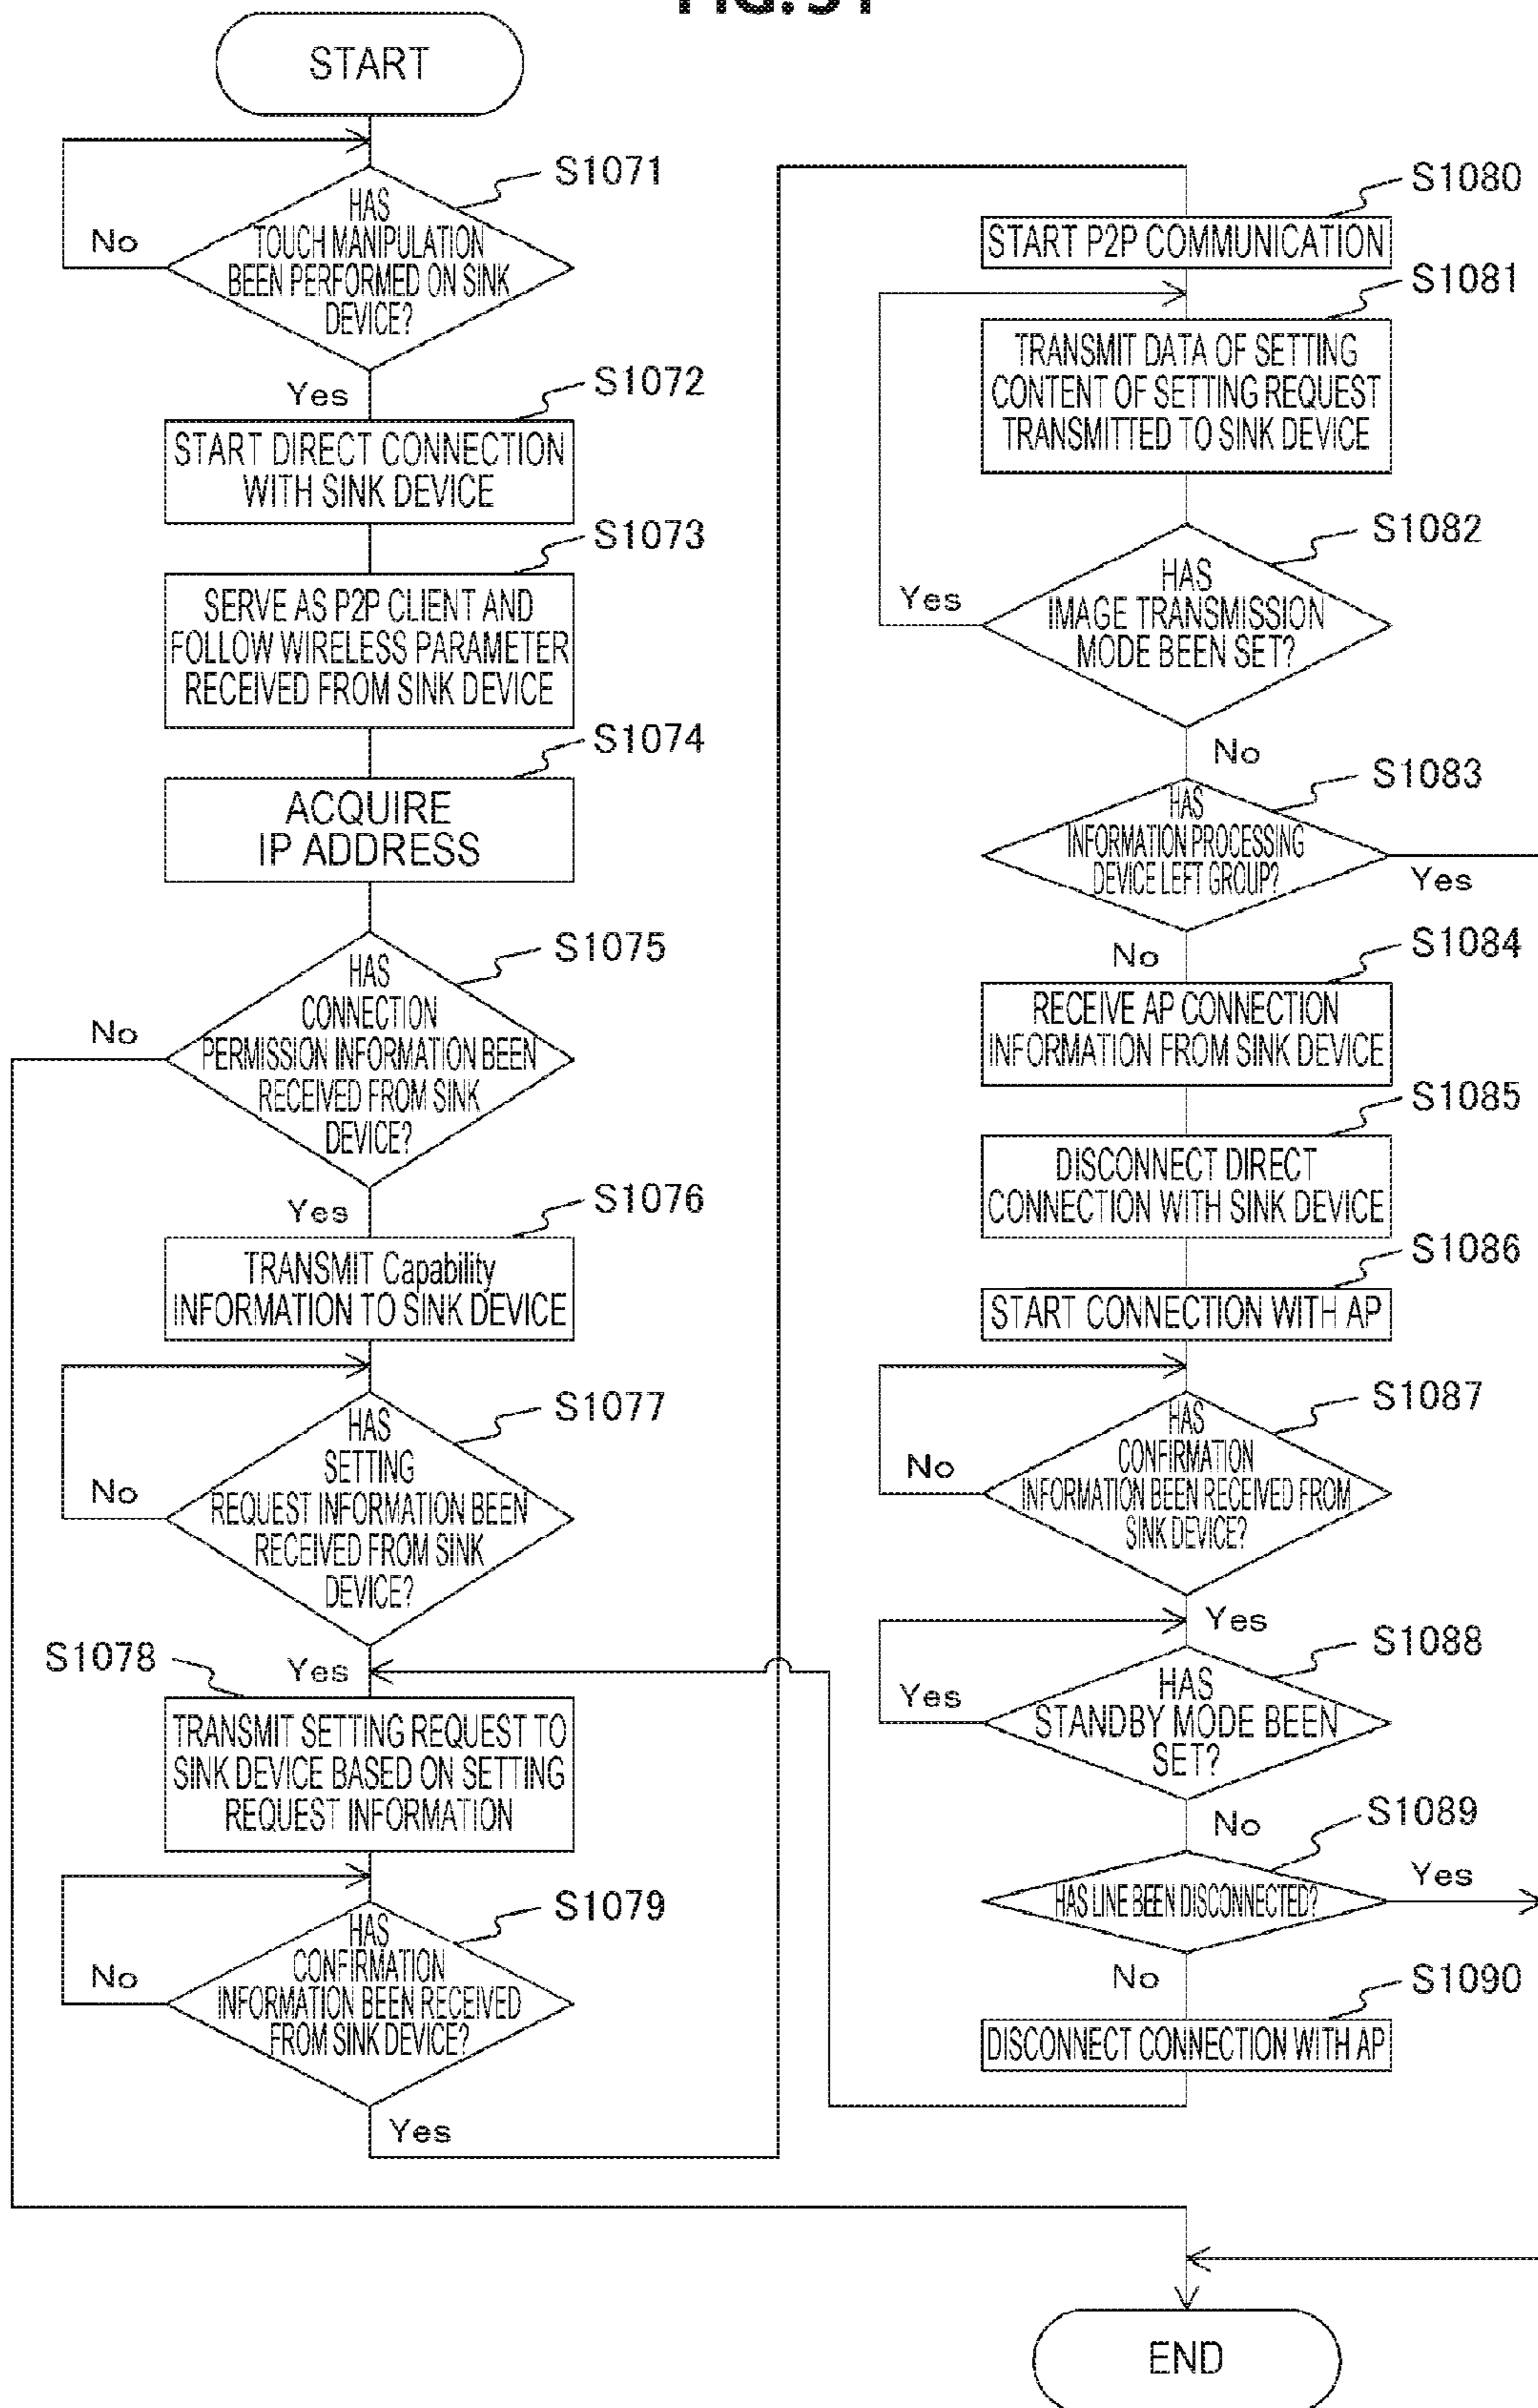 START
S1071
HAS
TOUCH MANIPULATION
BEEN PERFORMED ON SINK
DEVICE?
No
Yes
S1072
START DIRECT CONNECTION
WITH SINK DEVICE
S1073
SERVE AS P2P CLIENT AND
FOLLOW WIRELESS PARAMETER
RECEIVED FROM SINK DEVICE
S1074
ACQUIRE
IP ADDRESS
S1075
HAS
CONNECTION
PERMISSION INFORMATION BEEN
RECEIVED FROM SINK
DEVICE?
No
Yes
S1076
TRANSMIT Capability
INFORMATION TO SINK DEVICE
S1077
HAS
SETTING
REQUEST INFORMATION BEEN
RECEIVED FROM SINK
DEVICE?
No
Yes
S1078
TRANSMIT SETTING REQUEST TO
SINK DEVICE BASED ON SETTING
REQUEST INFORMATION
S1079
HAS
CONFIRMATION
INFORMATION BEEN RECEIVED
FROM SINK DEVICE?
No
Yes
S1080
START P2P COMMUNICATION
S1081
TRANSMIT DATA OF SETTING
CONTENT OF SETTING REQUEST
TRANSMITTED TO SINK DEVICE
S1082
HAS
IMAGE TRANSMISSION
MODE BEEN SET?
Yes
No
S1083
HAS
INFORMATION PROCESSING
DEVICE LEFT GROUP?
Yes
No
S1084
RECEIVE AP CONNECTION
INFORMATION FROM SINK DEVICE
S1085
DISCONNECT DIRECT
CONNECTION WITH SINK DEVICE
S1086
START CONNECTION WITH AP
S1087
HAS
CONFIRMATION
INFORMATION BEEN RECEIVED FROM
SINK DEVICE?
No
Yes
S1088
HAS
STANDBY MODE BEEN
SET?
Yes
No
S1089
HAS LINE BEEN DISCONNECTED?
Yes
No
S1090
DISCONNECT CONNECTION WITH AP
END